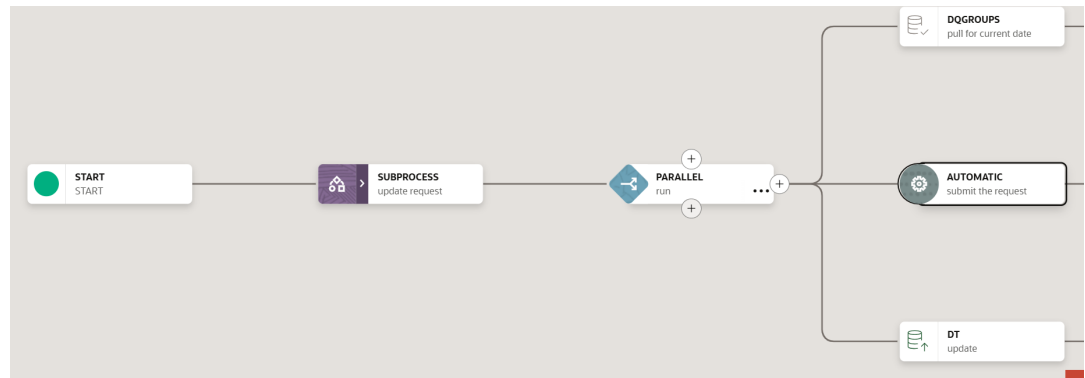 DQGROUPS
pull for current date
START
START
SUBPROCESS
update request
PARALLEL
run
AUTOMATIC
submit the request
DT
update